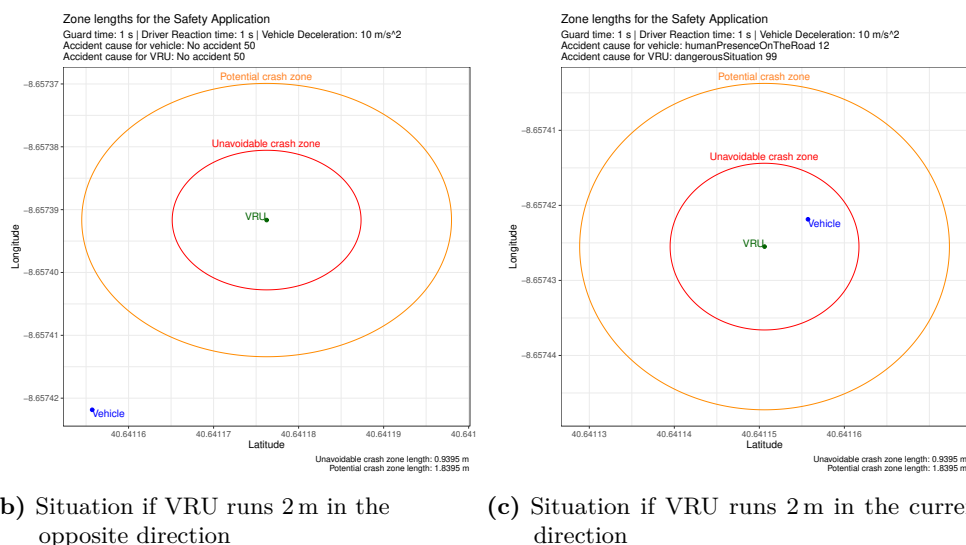 Zone lengths for the Safety Application
Guard time: 1 s | Driver Reaction time: 1 s | Vehicle Deceleration: 10 m/s^2
Accident cause for vehicle: No accident 50
Accident cause for VRU: No accident 50
Potential crash zone
−8.65737
−8.65738
Unavoidable crash zone
−8.65739
VRU
Longitude
−8.65740
−8.65741
−8.65742
Vehicle
40.64116 40.64117 40.64118 40.64119 40.641
Latitude
Unavoidable crash zone length: 0.9395 m
Potential crash zone length: 1.8395 m
b) Situation if VRU runs 2 m in the
opposite direction
Zone lengths for the Safety Application
Guard time: 1 s | Driver Reaction time: 1 s | Vehicle Deceleration: 10 m/s^2
Accident cause for vehicle: humanPresenceOnTheRoad 12
Accident cause for VRU: dangerousSituation 99
Potential crash zone
−8.65741
Unavoidable crash zone
−8.65742
Vehicle
VRU
Longitude
−8.65743
−8.65744
40.64113 40.64114 40.64115 40.64116
Latitude
Unavoidable crash zone length: 0.9395 m
Potential crash zone length: 1.8395 m
(c) Situation if VRU runs 2 m in the curre
direction